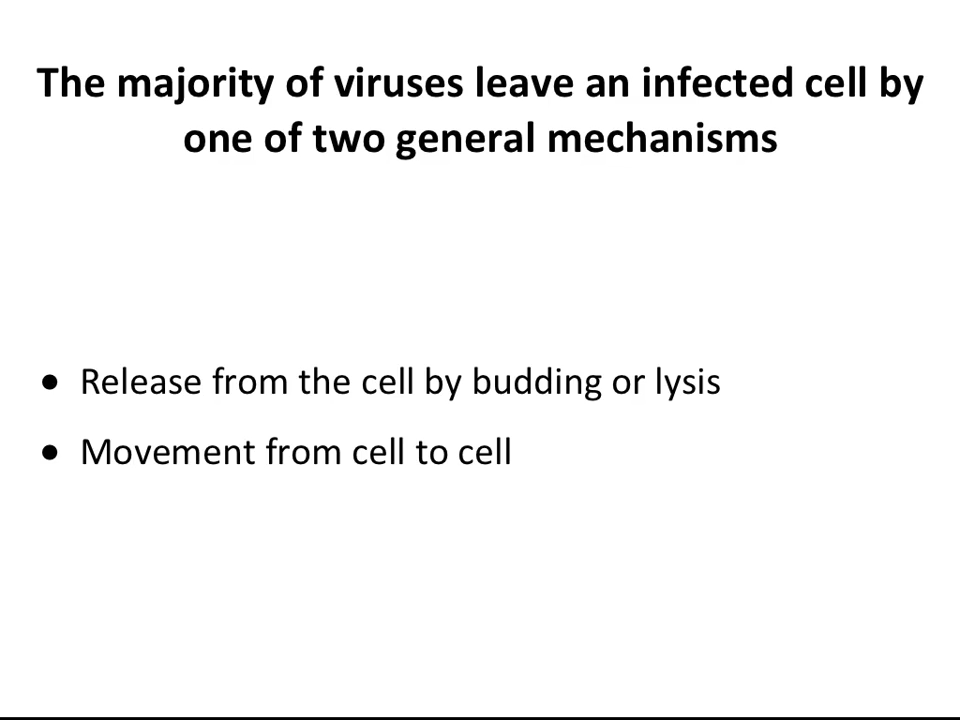 The majority of viruses leave an infected cell by
one of two general mechanisms
• Release from the cell by budding or lysis
• Movement from cell to cell